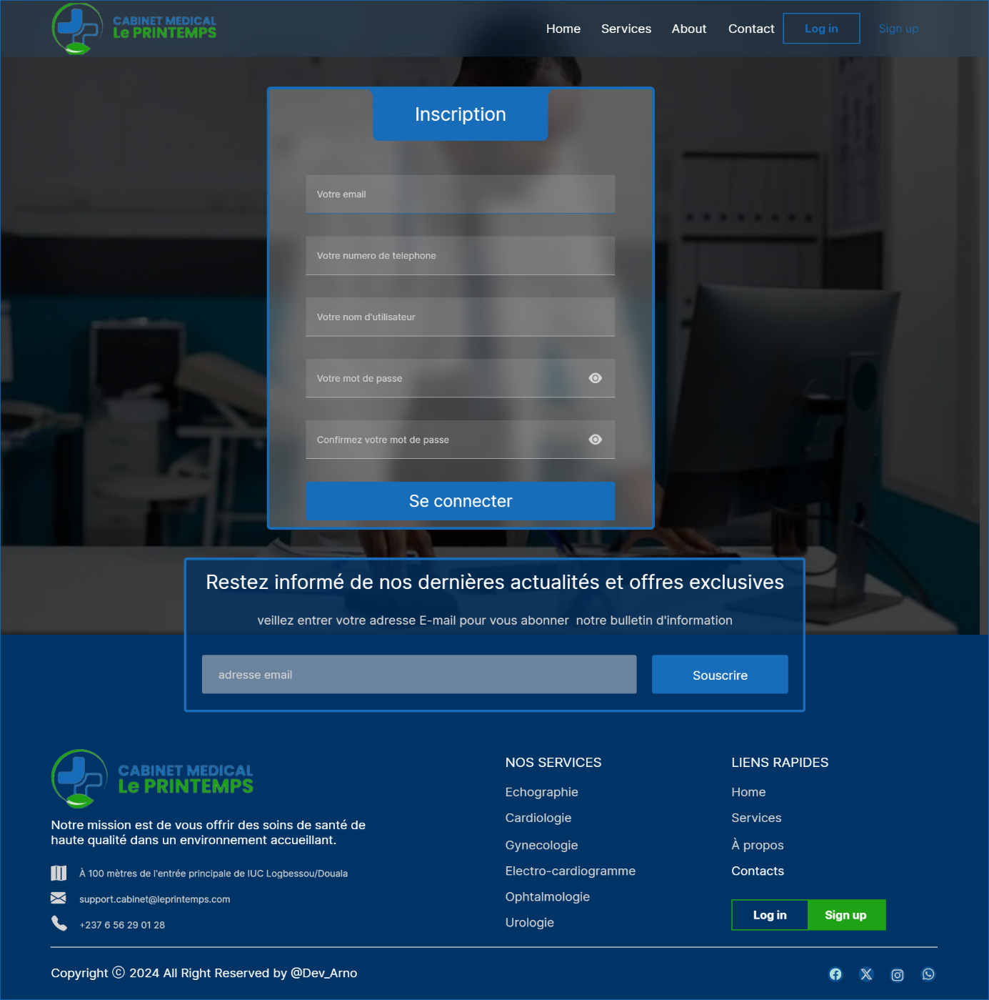 CABINET MEDICAL
Le PRINTEMPS
Home Services About Contact Log in Sign up
Inscription
Votre email
Votre numero de telephone
Votre nom d'utilisateur
Votre mot de passe
Confirmez votre mot de passe
Se connecter
Restez informé de nos dernières actualités et offres exclusives
veillez entrer votre adresse E-mail pour vous abonner  notre bulletin d'information
adresse email
Souscrire
CABINET MEDICAL
Le PRINTEMPS
Notre mission est de vous offrir des soins de santé de
haute qualité dans un environnement accueillant.
À 100 mètres de l'entrée principale de IUC Logbessou/Douala
support.cabinet@leprintemps.com
+237 6 56 29 01 28
NOS SERVICES
Echographie
Cardiologie
Gynecologie
Electro-cardiogramme
Ophtalmologie
Urologie
LIENS RAPIDES
Home
Services
À propos
Contacts
Log in
Sign up
Copyright © 2024 All Right Reserved by @Dev_Arno